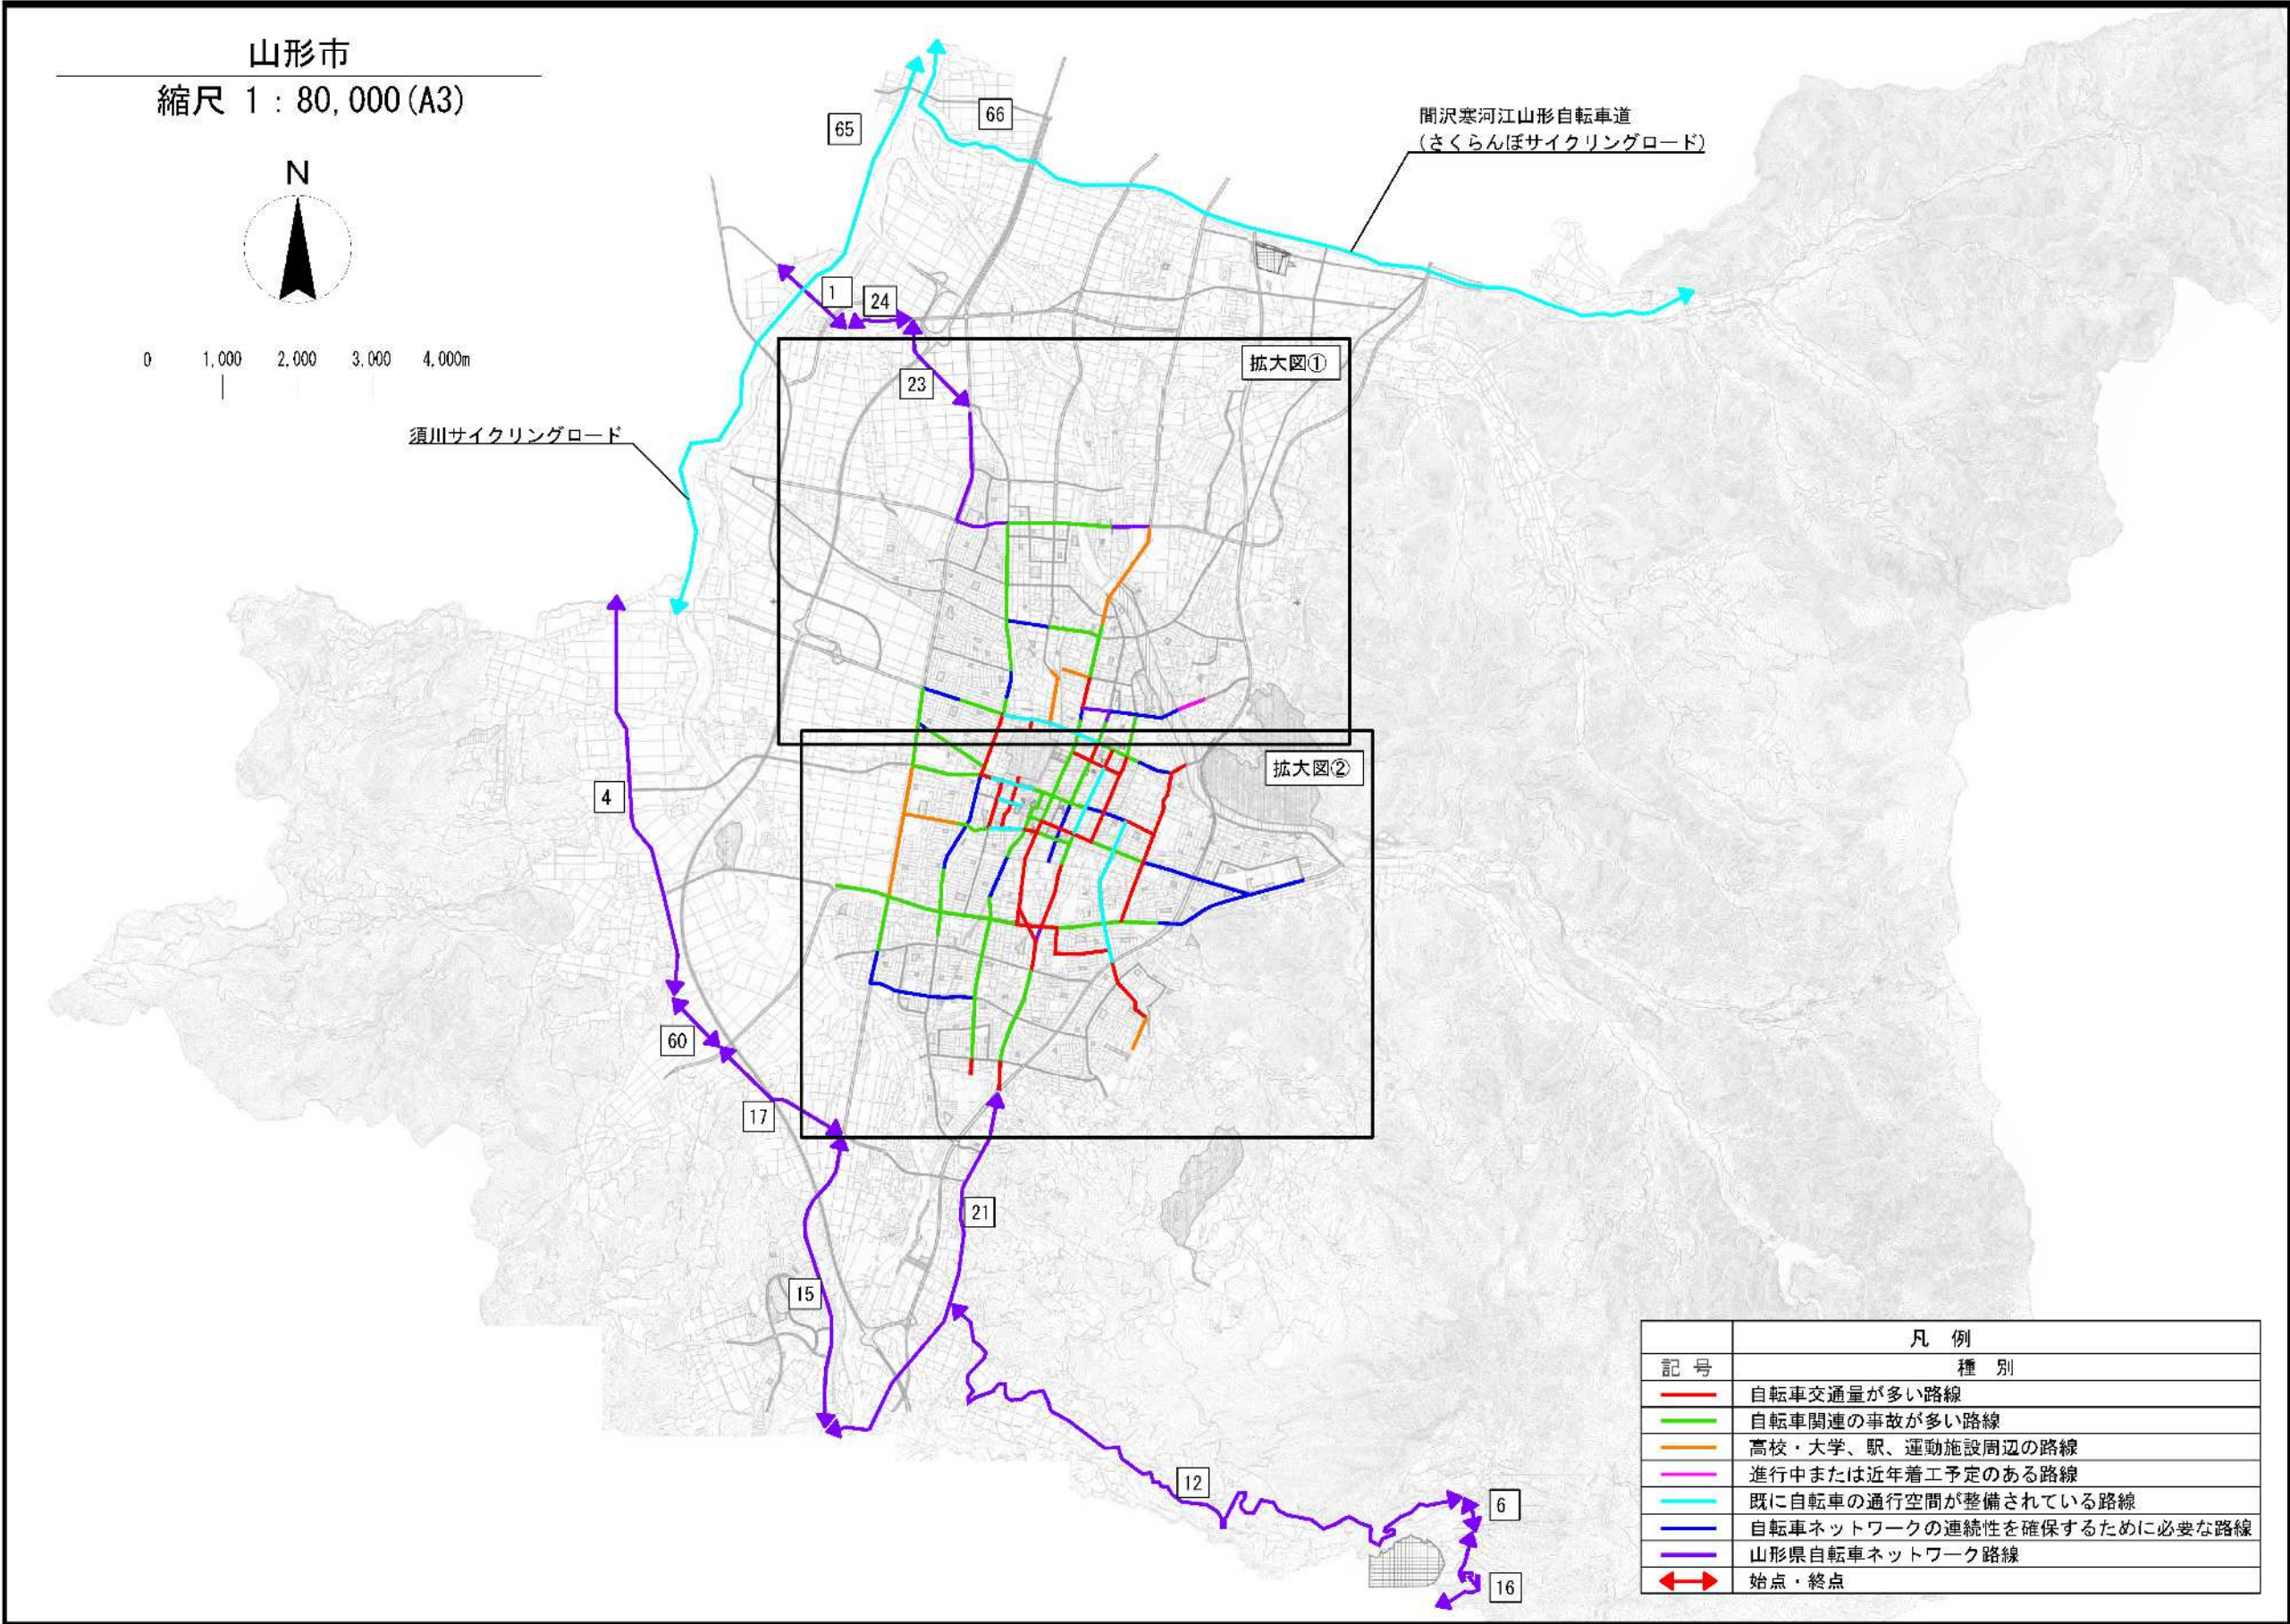 山形市
縮尺 1：80,000(A3)
N
0 1,000 2,000 3,000 4,000m
65
66
間沢寒河江山形自転車道
(さくらんぼサイクリングロード)
1
24
23
拡大図①
須川サイクリングロード
拡大図②
4
60
17
21
15
12
6
16
凡 例
記 号 種 別
自転車交通量が多い路線
自転車関連の事故が多い路線
高校・大学、駅、運動施設周辺の路線
進行中または近年着工予定のある路線
既に自転車の通行空間が整備されている路線
自転車ネットワークの連続性を確保するために必要な路線
山形県自転車ネットワーク路線
始点・終点